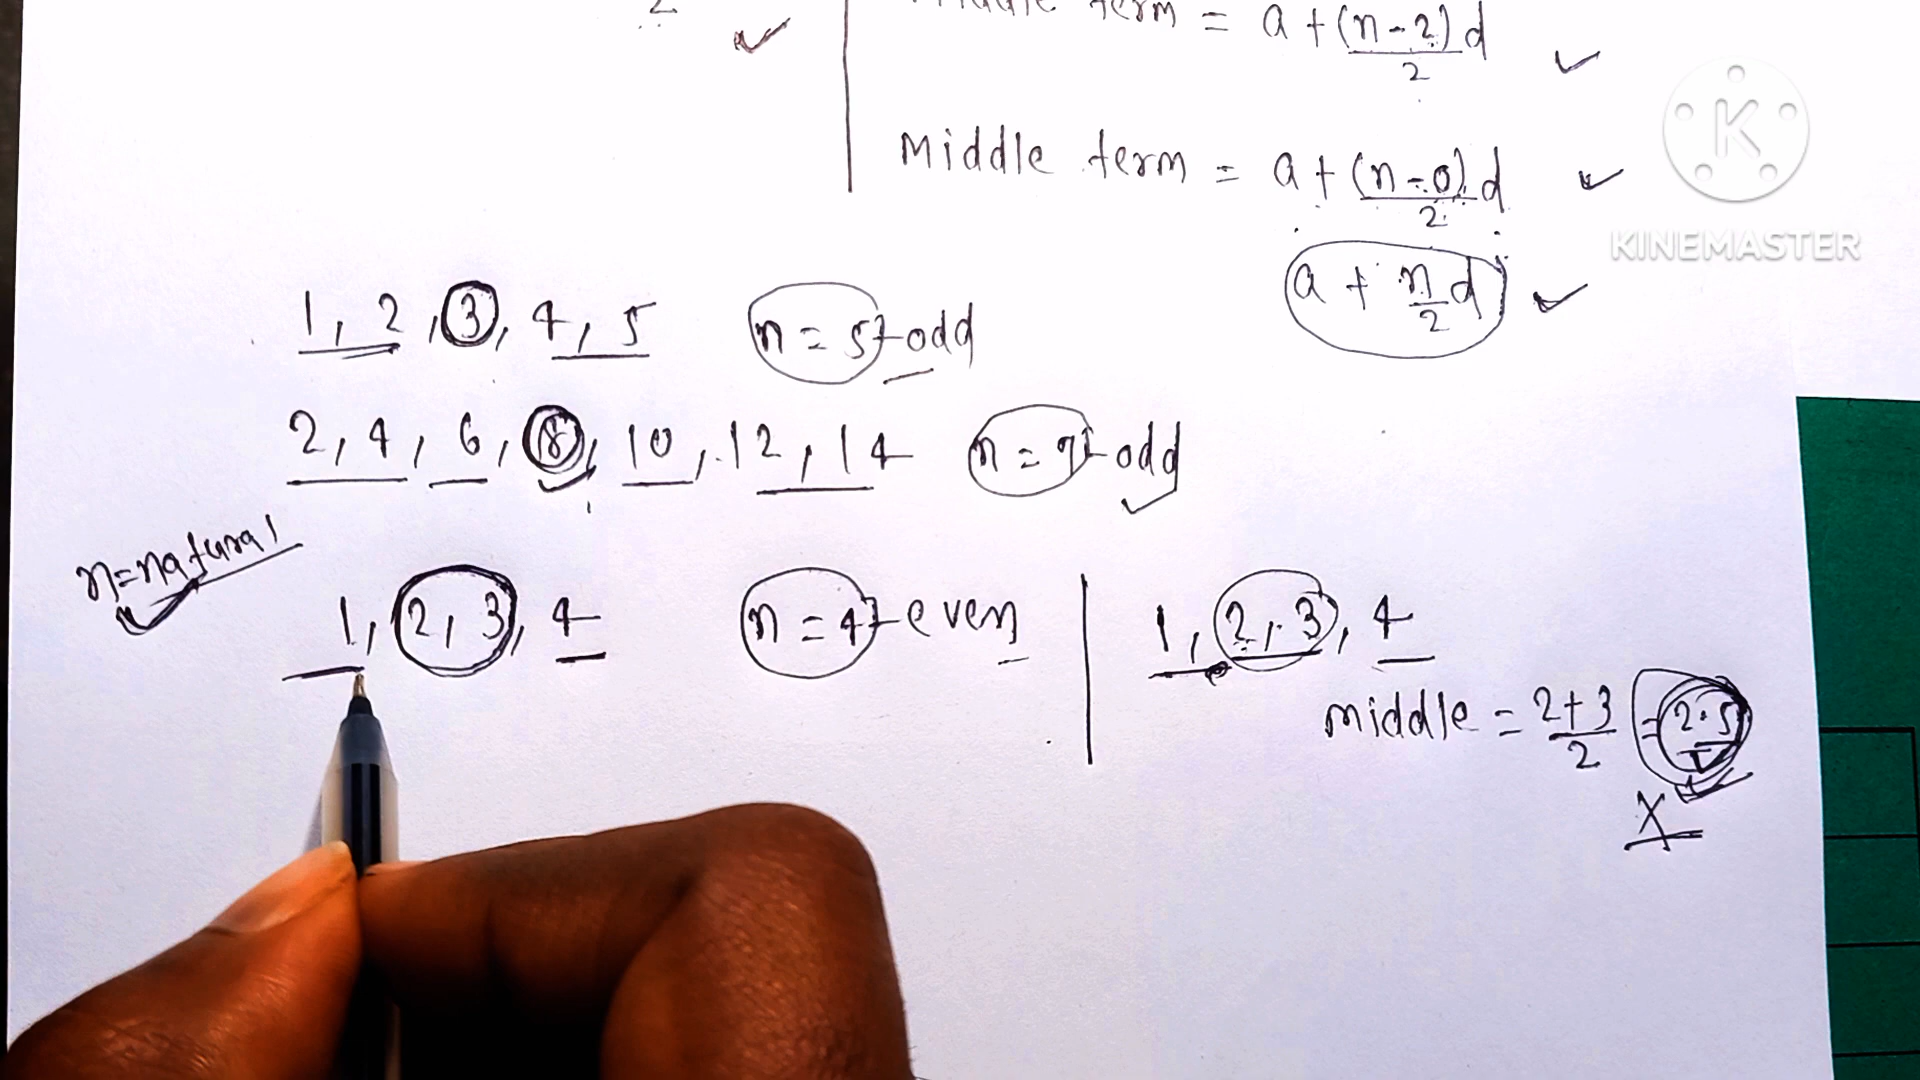 2
Middle term = a + (n-2)d
2
Middle term = a + (n-0)d
2
K
KINEMASTER
a + n/2 d
1, 2, 3, 4, 5 n = 5 odd
2, 4, 6, 8, 10, 12, 14 n = 7 odd
n=natural
1, 2, 3, 4 n = 4 even
1, 2, 3, 4
middle = 2+3 = 2.5
2
X